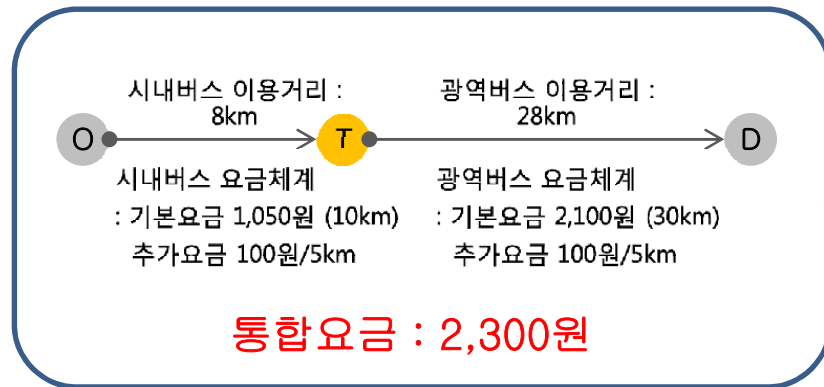 시내버스 이용거리 :
8km
광역버스 이용거리 :
28km
O
T
D
시내버스 요금체계
: 기본요금 1,050원 (10km)
추가요금 100원/5km
광역버스 요금체계
: 기본요금 2,100원 (30km)
추가요금 100원/5km
통합요금 : 2,300원